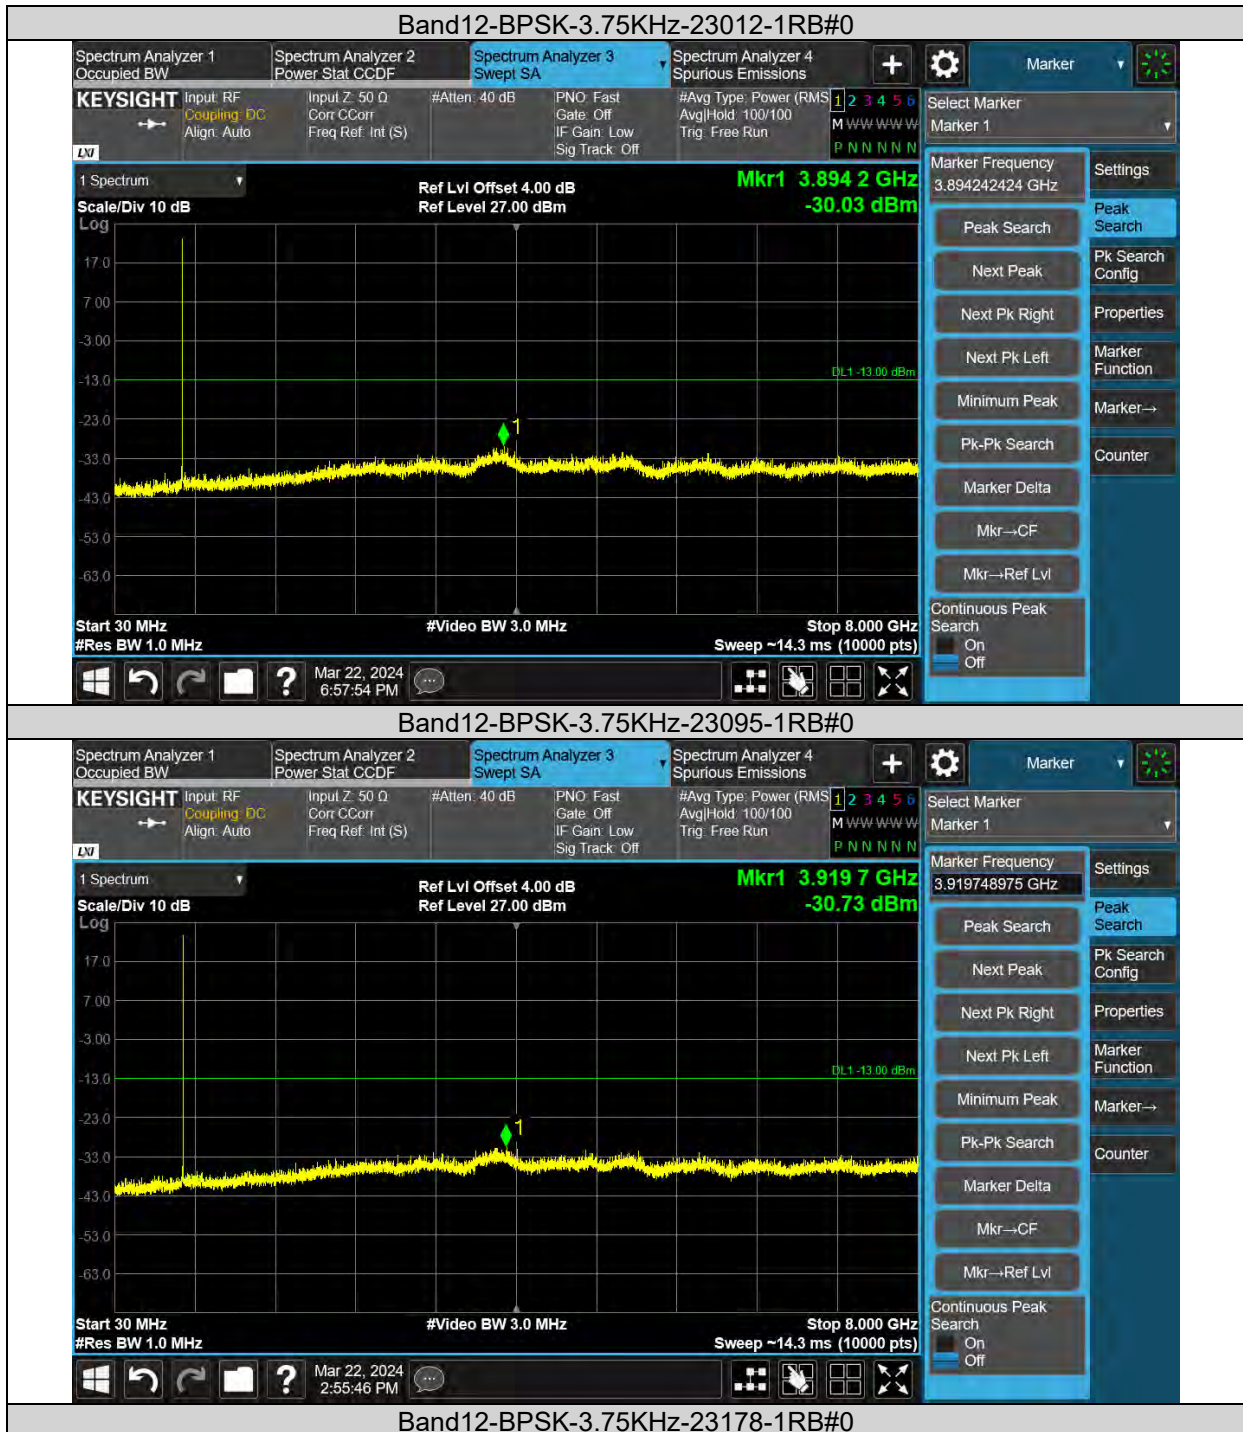 Band12-BPSK-3.75KHz-23012-1RB#0
Spectrum Analyzer 1
Occupied BW
Spectrum Analyzer 2
Power Stat CCDF
Spectrum Analyzer 3
Swept SA
Spectrum Analyzer 4
Spurious Emissions
+
Marker
KEYSIGHT
LXI
Input: RF
Coupling: DC
Align: Auto
Input Z: 50 Ω
Corr CCorr
Freq Ref: Int (S)
#Atten: 40 dB
PNO: Fast
Gate: Off
IF Gain: Low
Sig Track: Off
#Avg Type: Power (RMS
Avg|Hold: 100/100
Trig: Free Run
1 2 3 4 5 6
M W W W W W
P N N N N N
Select Marker
Marker 1
1 Spectrum
Scale/Div 10 dB
Log
Ref Lvl Offset 4.00 dB
Ref Level 27.00 dBm
Mkr1 3.894 2 GHz
-30.03 dBm
17.0
7.00
-3.00
-13.0
-23.0
-33.0
-43.0
-53.0
-63.0
DL1 -13.00 dBm
1
Start 30 MHz
#Res BW 1.0 MHz
#Video BW 3.0 MHz
Stop 8.000 GHz
Sweep ~14.3 ms (10000 pts)
Marker Frequency
3.894242424 GHz
Peak Search
Next Peak
Next Pk Right
Next Pk Left
Minimum Peak
Pk-Pk Search
Marker Delta
Mkr→CF
Mkr→Ref Lvl
Continuous Peak
Search
On
Off
Settings
Peak
Search
Pk Search
Config
Properties
Marker
Function
Marker→
Counter
?
Mar 22, 2024
6:57:54 PM
Band12-BPSK-3.75KHz-23095-1RB#0
Spectrum Analyzer 1
Occupied BW
Spectrum Analyzer 2
Power Stat CCDF
Spectrum Analyzer 3
Swept SA
Spectrum Analyzer 4
Spurious Emissions
+
Marker
KEYSIGHT
LXI
Input: RF
Coupling: DC
Align: Auto
Input Z: 50 Ω
Corr CCorr
Freq Ref: Int (S)
#Atten: 40 dB
PNO: Fast
Gate: Off
IF Gain: Low
Sig Track: Off
#Avg Type: Power (RMS
Avg|Hold: 100/100
Trig: Free Run
1 2 3 4 5 6
M W W W W W
P N N N N N
Select Marker
Marker 1
1 Spectrum
Scale/Div 10 dB
Log
Ref Lvl Offset 4.00 dB
Ref Level 27.00 dBm
Mkr1 3.919 7 GHz
-30.73 dBm
17.0
7.00
-3.00
-13.0
-23.0
-33.0
-43.0
-53.0
-63.0
DL1 -13.00 dBm
1
Start 30 MHz
#Res BW 1.0 MHz
#Video BW 3.0 MHz
Stop 8.000 GHz
Sweep ~14.3 ms (10000 pts)
Marker Frequency
3.919748975 GHz
Peak Search
Next Peak
Next Pk Right
Next Pk Left
Minimum Peak
Pk-Pk Search
Marker Delta
Mkr→CF
Mkr→Ref Lvl
Continuous Peak
Search
On
Off
Settings
Peak
Search
Pk Search
Config
Properties
Marker
Function
Marker→
Counter
?
Mar 22, 2024
2:55:46 PM
Band12-BPSK-3.75KHz-23178-1RB#0